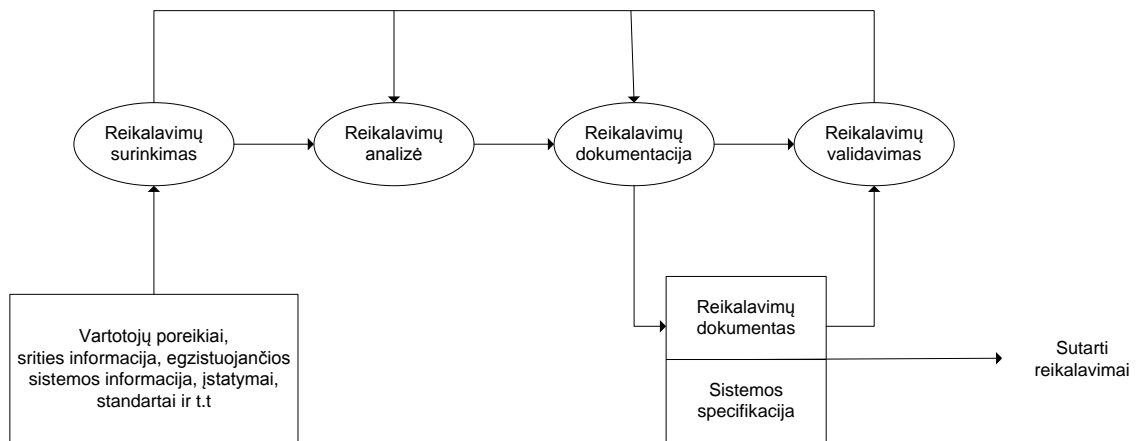 Reikalavimų
surinkimas
Reikalavimų
analizė
Reikalavimų
dokumentacija
Reikalavimų
validavimas
Vartotojų poreikiai,
srities informacija, egzistuojančios
sistemos informacija, įstatymai,
standartai ir t.t
Reikalavimų
dokumentas
Sistemos
specifikacija
Sutarti
reikalavimai